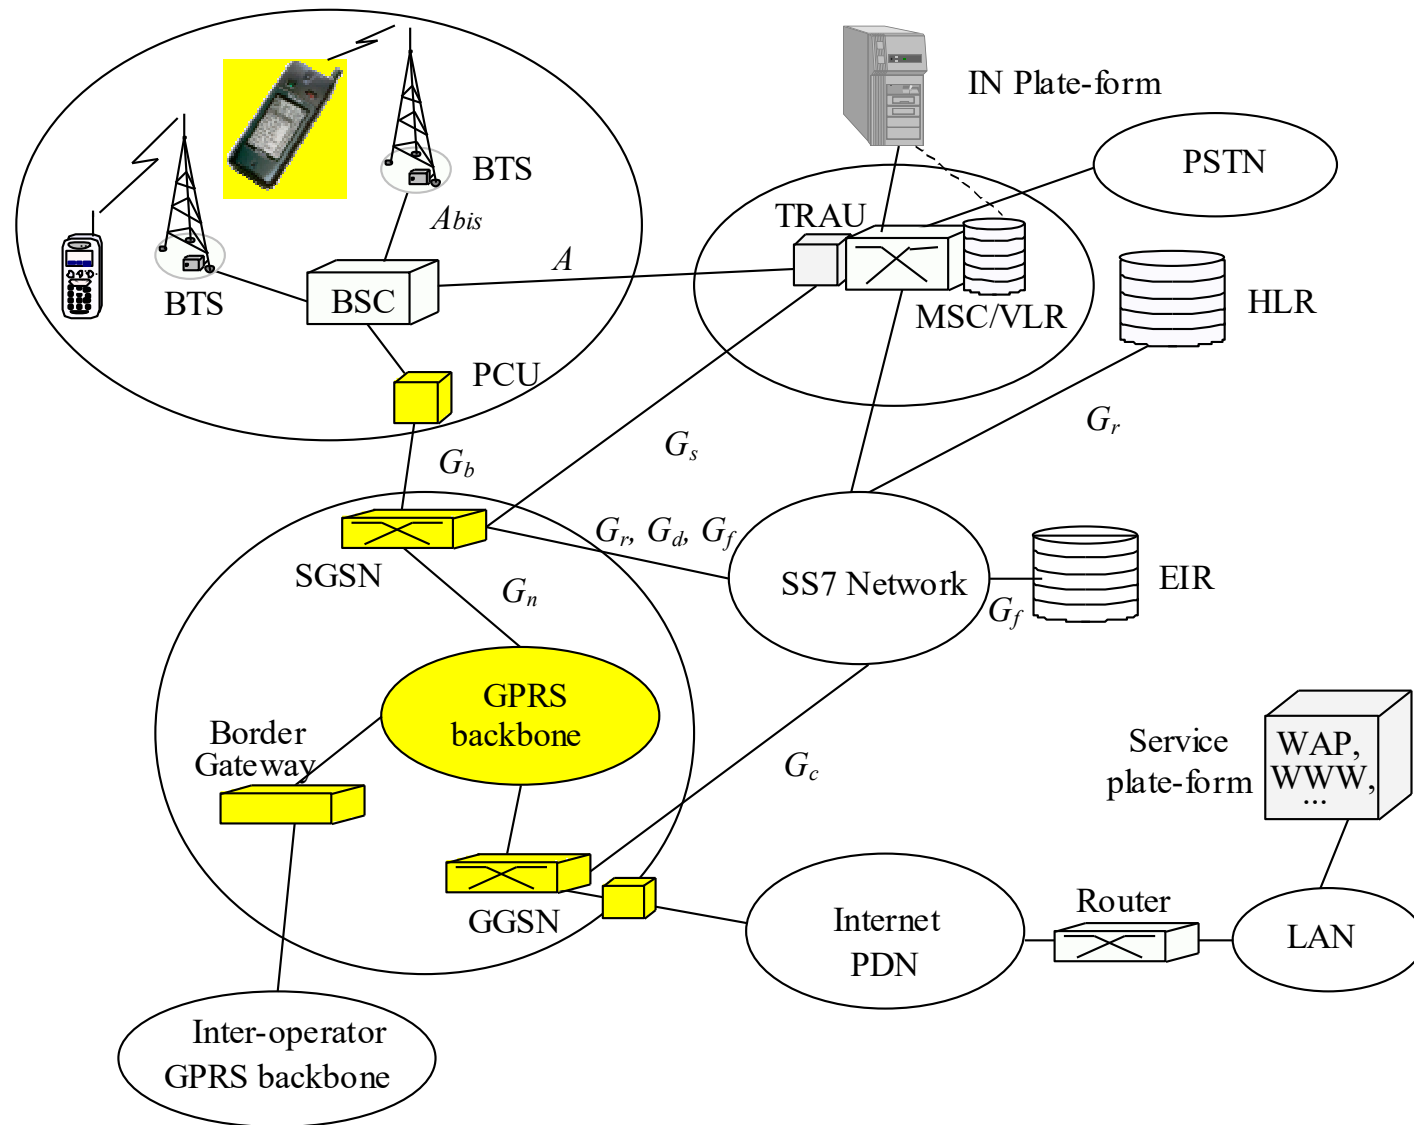 IN Plate-form
PSTN
BTS
Abis
TRAU
A
BTS
BSC
MSC/VLR
HLR
PCU
Gr
Gs
Gb
Gr, Gd, Gf
SGSN
SS7 Network
EIR
Gn
Gf
GPRS
backbone
Border
Gateway
Gc
Service
plate-form
WAP,
WWW,
...
GGSN
Internet
PDN
Router
LAN
Inter-operator
GPRS backbone